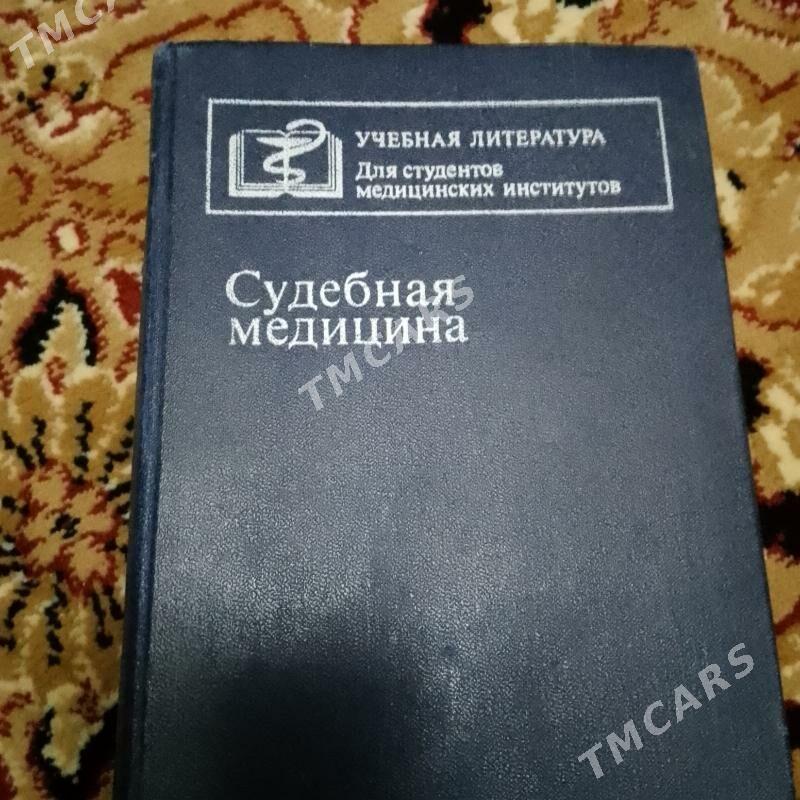 TMCARS
УЧЕБНАЯ ЛИТЕРАТУРА
Для студентов
медицинских институтов
Судебная
медицина
TMCARS
TMCARS